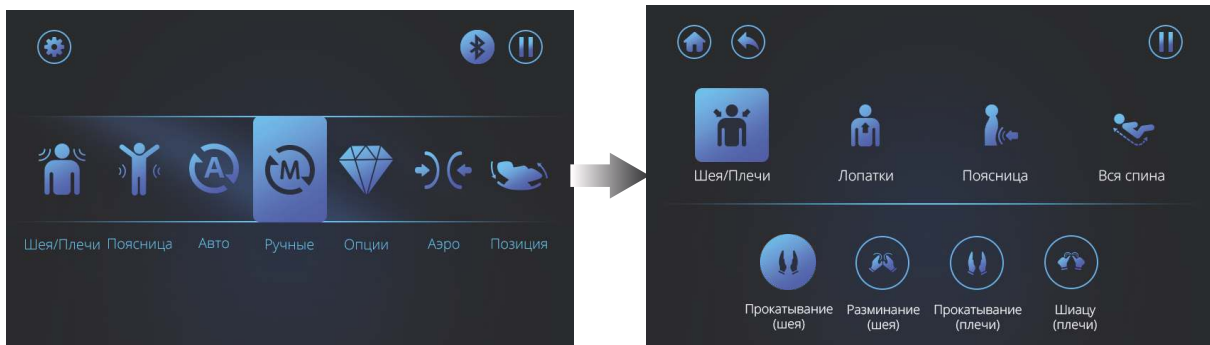 A
M
Шея/Плечи Поясница Авто Ручные Опции Аэро Позиция
Шея/Плечи Лопатки Поясница Вся спина
Прокатывание Разминание Прокатывание Шиацу
(шея) (шея) (плечи) (плечи)